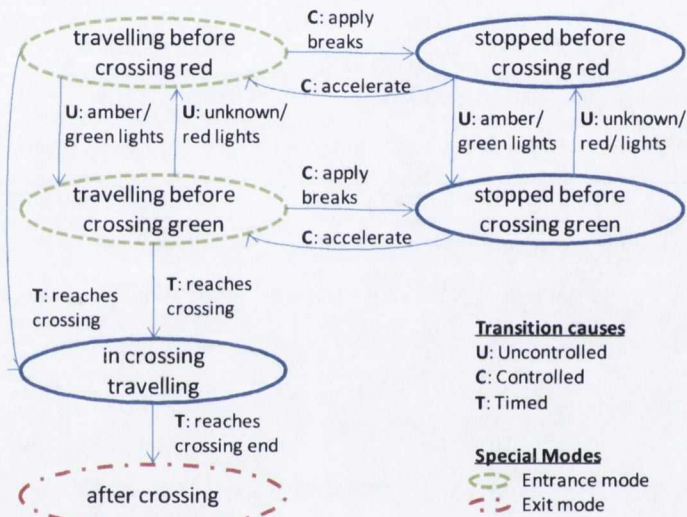 travelling before
crossing red
C: apply
breaks
C: accelerate
stopped before
crossing red
U: amber/
green lights
U: unknown/
red lights
U: amber/
green lights
U: unknown/
red/ lights
travelling before
crossing green
C: apply
breaks
C: accelerate
stopped before
crossing green
T: reaches
crossing
T: reaches
crossing
in crossing
travelling
T: reaches
crossing end
after crossing
Transition causes
U: Uncontrolled
C: Controlled
T: Timed
Special Modes
Entrance mode
Exit mode